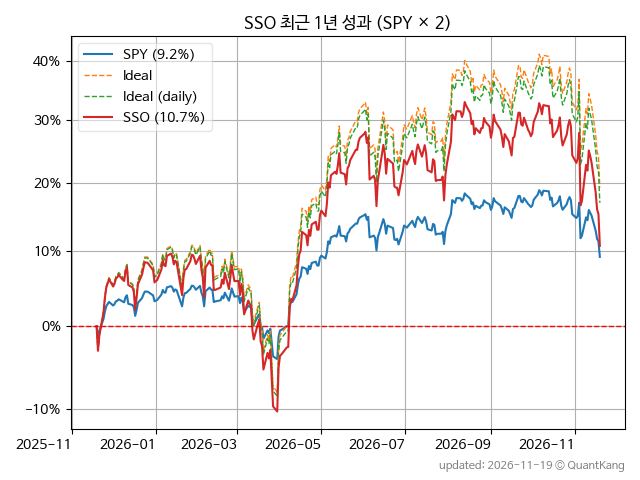 SSO 최근 1년 성과 (SPY × 2)
SPY (9.2%)
Ideal
Ideal (daily)
SSO (10.7%)
40%
30%
20%
10%
0%
−10%
2025−11 2026−01 2026−03 2026−05 2026−07 2026−09 2026−11
updated: 2026-11-19 © QuantKang